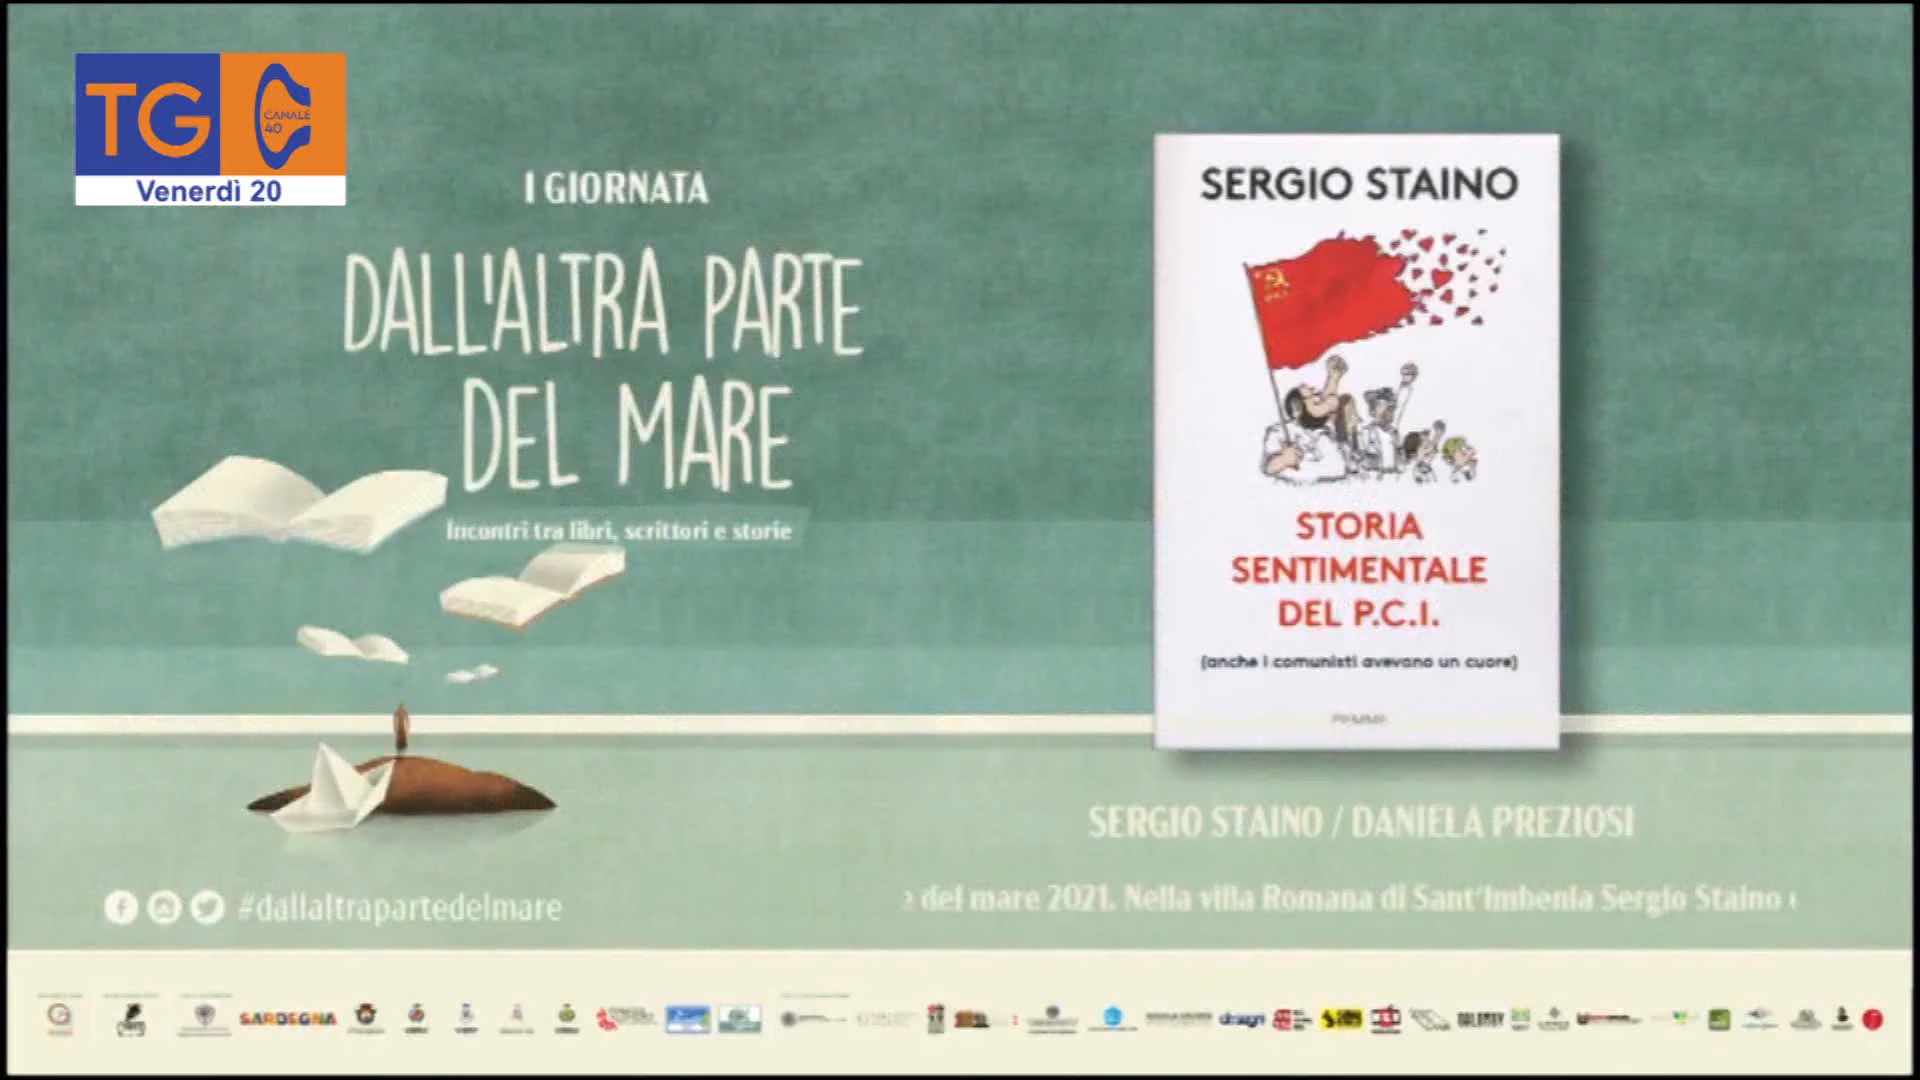 TG
CANALE
40
Venerdì 20
I GIORNATA
DALL'ALTRA PARTE
DEL MARE
Incontri tra libri, scrittori e storie
#dallaltrapartedelmare
SERGIO STAINO
STORIA
SENTIMENTALE
DEL P.C.I.
(anche i comunisti avevano un cuore)
PIEMME
SERGIO STAINO / DANIELA PREZIOSI
del mare 2021. Nella villa Romana di Sant'Imbenia Sergio Staino
SARDEGNA